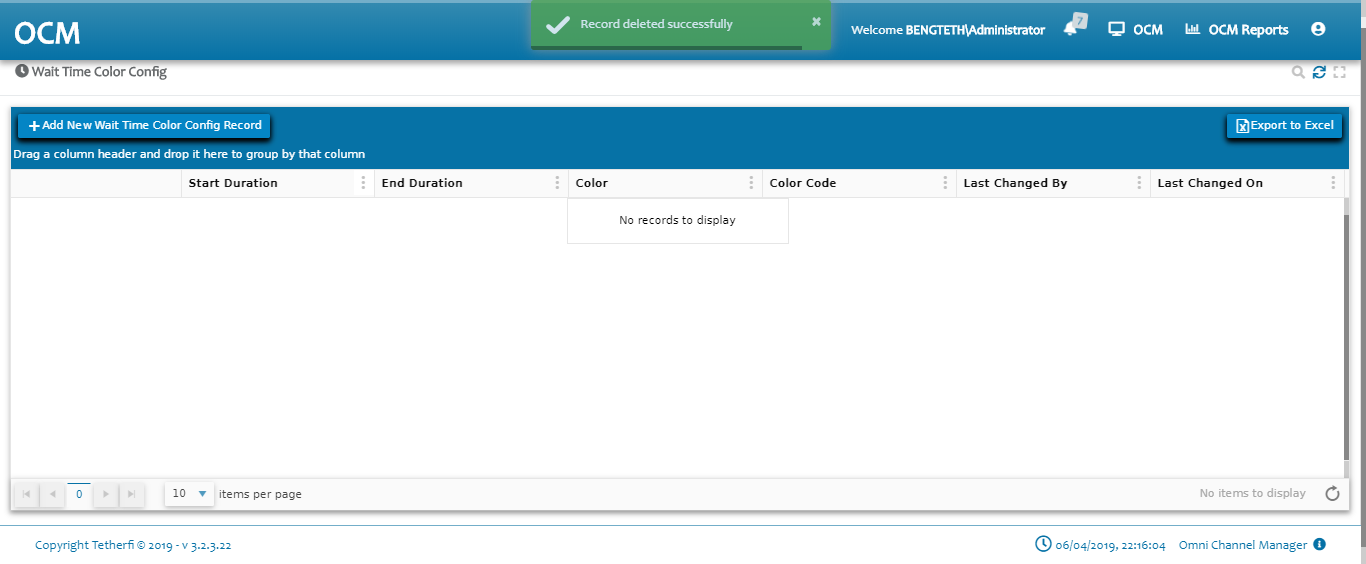 OCM
Record deleted successfully
×
Welcome BENGTETH\Administrator
7
OCM
OCM Reports
Wait Time Color Config
+Add New Wait Time Color Config Record
Export to Excel
Drag a column header and drop it here to group by that column
Start Duration
End Duration
Color
Color Code
Last Changed By
Last Changed On
No records to display
0
10
items per page
No items to display
Copyright Tetherfi © 2019 - v 3.2.3.22
06/04/2019, 22:16:04
Omni Channel Manager